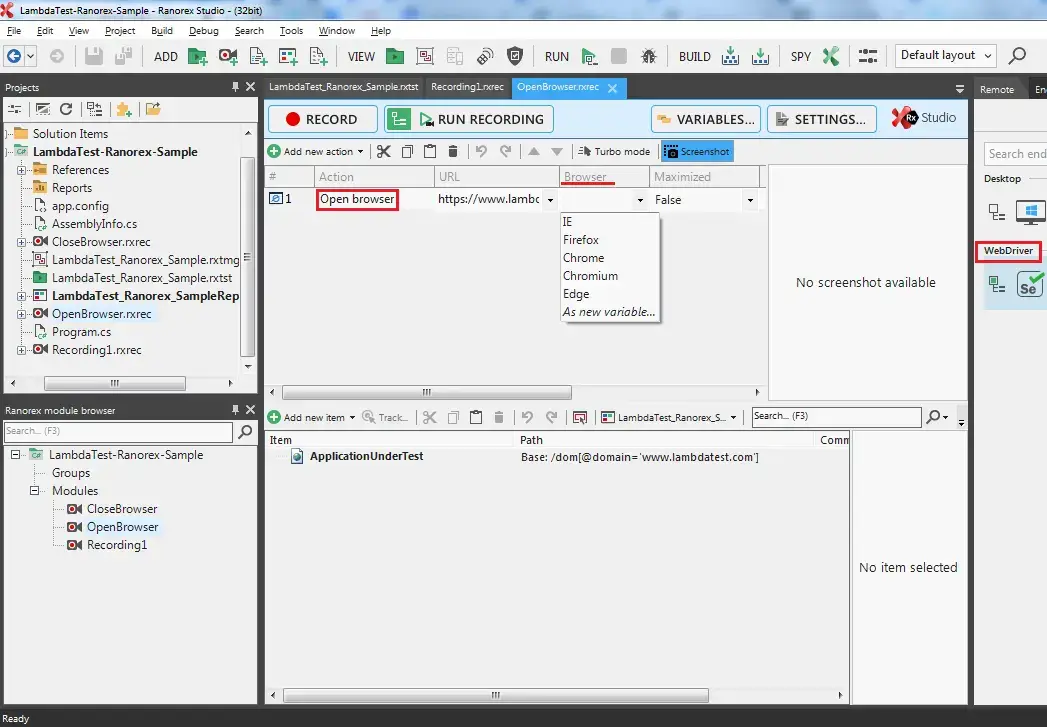 LambdaTest-Ranorex-Sample - Ranorex Studio - (32bit)
File Edit View Project Build Debug Search Tools Window Help
ADD VIEW RUN BUILD SPY Default layout
Projects
LambdaTest_Ranorex_Sample.rxtst Recording1.rxrec OpenBrowser.rxrec
Remote
RECORD RUN RECORDING VARIABLES... SETTINGS... Rx Studio
Solution Items
LambdaTest-Ranorex-Sample
References
Reports
app.config
AssemblyInfo.cs
CloseBrowser.rxrec
LambdaTest_Ranorex_Sample.rxtmg
LambdaTest_Ranorex_Sample.rxtst
LambdaTest_Ranorex_SampleRep
OpenBrowser.rxrec
Program.cs
Recording1.rxrec
Add new action Turbo mode Screenshot
# Action URL Browser Maximized
1 Open browser https://www.lambd False
IE
Firefox
Chrome
Chromium
Edge
As new variable...
No screenshot available
Search end
Desktop
WebDriver
Se
Ranorex module browser
Search... (F3)
LambdaTest-Ranorex-Sample
Groups
Modules
CloseBrowser
OpenBrowser
Recording1
Add new item Track... LambdaTest_Ranorex_S... Search... (F3)
Item Path Comm
ApplicationUnderTest Base: /dom[@domain='www.lambdatest.com']
No item selected
Ready